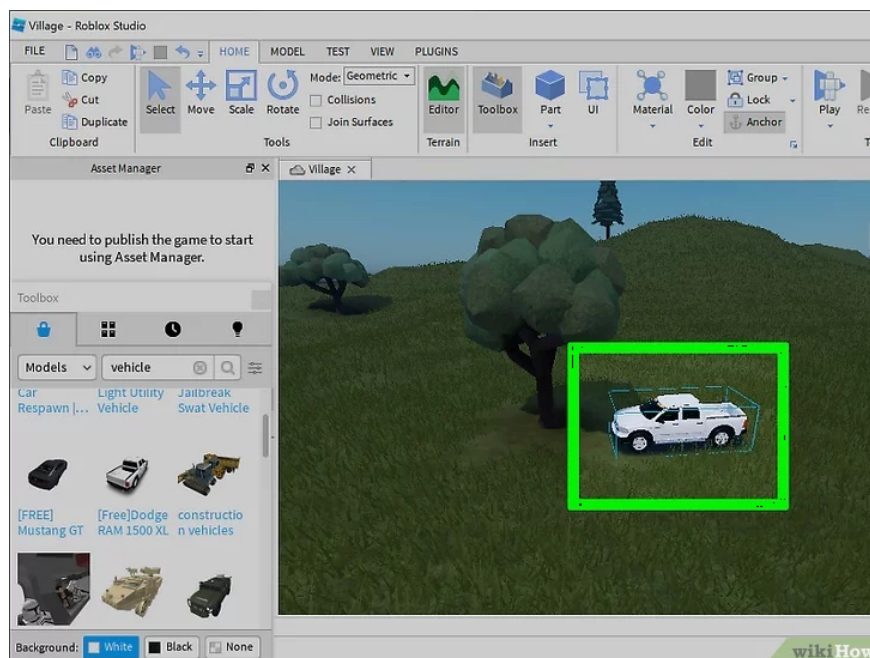 Village - Roblox Studio
FILE HOME MODEL TEST VIEW PLUGINS
Copy
Cut
Duplicate
Paste
Clipboard
Select Move Scale Rotate
Mode: Geometric
Collisions
Join Surfaces
Tools
Editor
Terrain
Toolbox Part UI
Insert
Material Color
Group
Lock
Anchor
Edit
Play
Asset Manager
Village
You need to publish the game to start
using Asset Manager.
Toolbox
Models vehicle
Car
Respawn |...
Light Utility
Vehicle
Jailbreak
Swat Vehicle
[FREE]
Mustang GT
[Free]Dodge
RAM 1500 XL
constructio
n vehicles
Background: White Black None
wikiHow